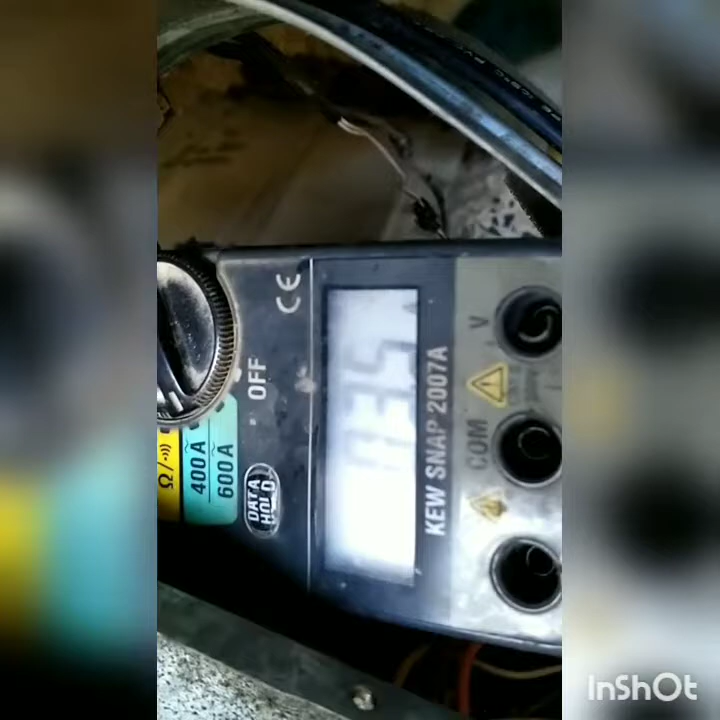 OFF
CE
400A
600A
DATA
HOLD
KEW SNAP 2007A
V
COM
Ω
InShOt